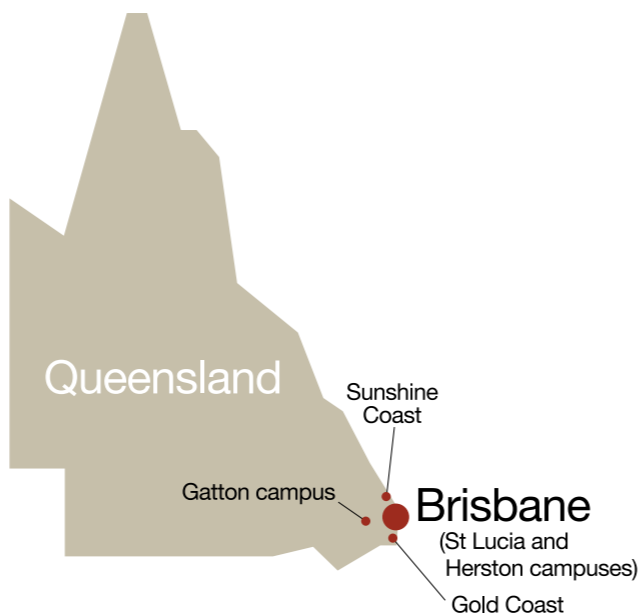 Queensland
Sunshine
Coast
Gatton campus
Brisbane
(St Lucia and
Herston campuses)
Gold Coast